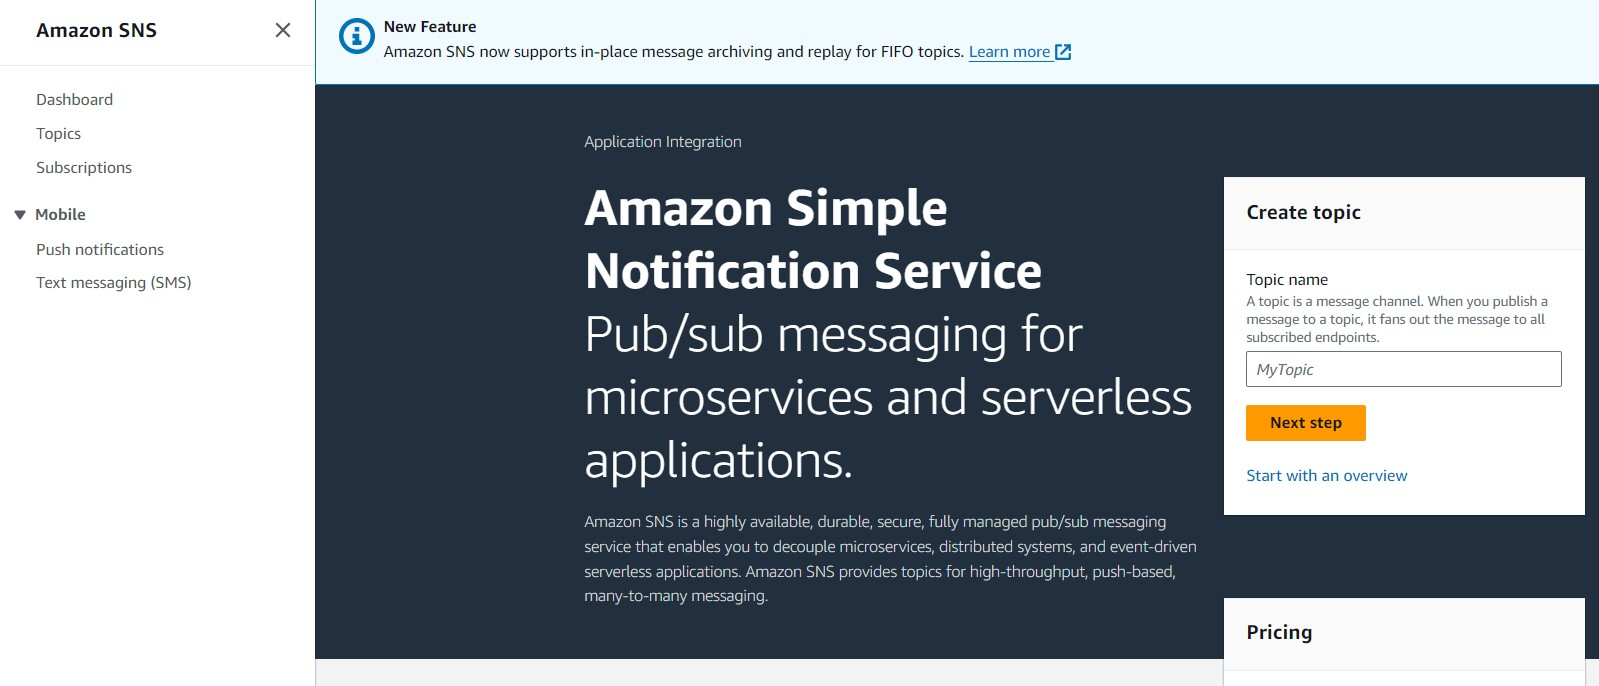 Amazon SNS
Dashboard
Topics
Subscriptions
Mobile
Push notifications
Text messaging (SMS)
New Feature
Amazon SNS now supports in-place message archiving and replay for FIFO topics. Learn more
Application Integration
Amazon Simple
Notification Service
Pub/sub messaging for
microservices and serverless
applications.
Amazon SNS is a highly available, durable, secure, fully managed pub/sub messaging
service that enables you to decouple microservices, distributed systems, and event-driven
serverless applications. Amazon SNS provides topics for high-throughput, push-based,
many-to-many messaging.
Create topic
Topic name
A topic is a message channel. When you publish a
message to a topic, it fans out the message to all
subscribed endpoints.
MyTopic
Next step
Start with an overview
Pricing